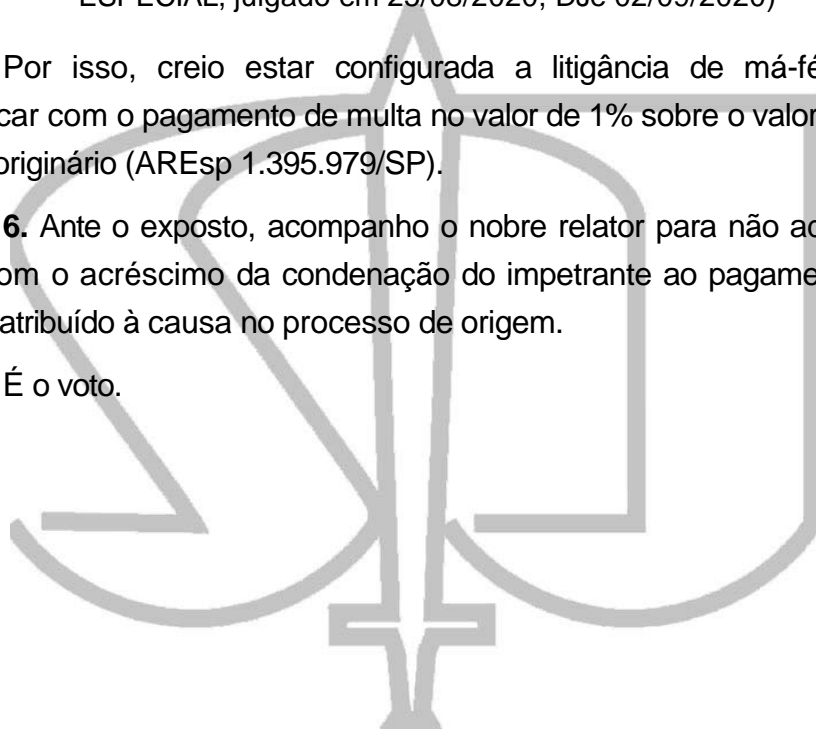 ESPECIAL, julgado em 25/08/2020, DJe 02/09/2020)
Por isso, creio estar configurada a litigância de má-fé
car com o pagamento de multa no valor de 1% sobre o valor
originário (AREsp 1.395.979/SP).
6. Ante o exposto, acompanho o nobre relator para não
om o acréscimo da condenação do impetrante ao
atribuído à causa no processo de origem.
É o voto.